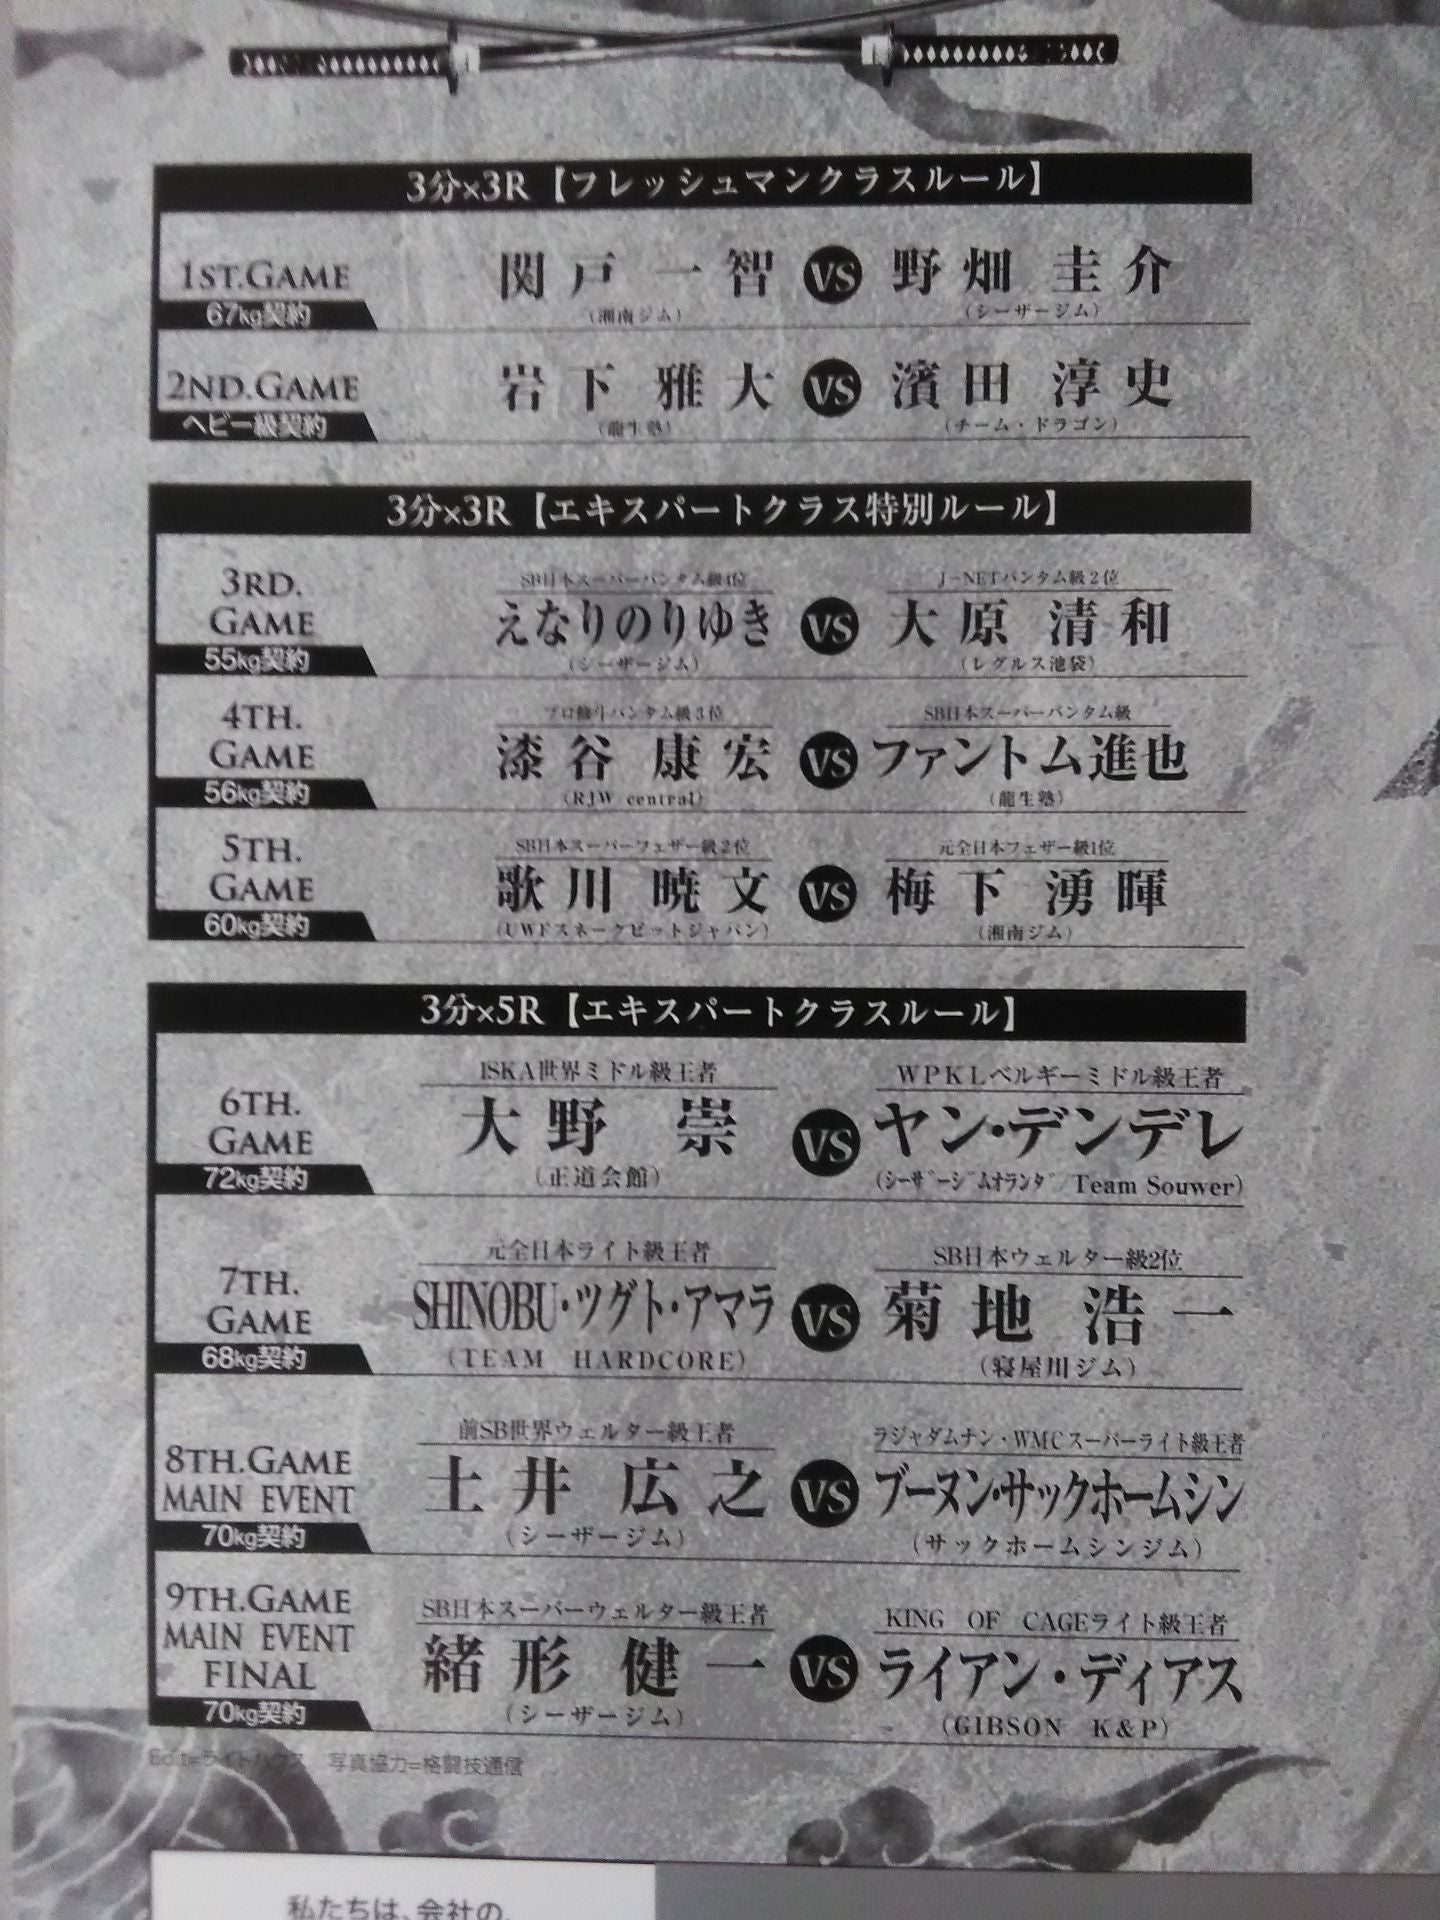 3分×3R【フレッシュマンクラスルール】
1ST.GAME
67kg契約
関戸 一智 VS 野畑 圭介
(湘南ジム) (シーザージム)
2ND.GAME
ヘビー級契約
岩下 雅大 VS 濱田 淳史
(龍生塾) (チーム・ドラゴン)
3分×3R【エキスパートクラス特別ルール】
3RD.
GAME
55kg契約
SB日本スーパーバンタム級4位 J-NETバンタム級2位
えなりのりゆき VS 大原 清和
(シーザージム) (レグルス池袋)
4TH.
GAME
56kg契約
プロ修斗バンタム級3位 SB日本スーパーバンタム級
漆谷 康宏 VS ファントム進也
(RJW central) (龍生塾)
5TH.
GAME
60kg契約
SB日本スーパーフェザー級2位 元全日本フェザー級1位
歌川 暁文 VS 梅下 湧暉
(UWFスネークピットジャパン) (湘南ジム)
3分×5R【エキスパートクラスルール】
6TH.
GAME
72kg契約
ISKA世界ミドル級王者 WPKLベルギーミドル級王者
大野 崇 VS ヤン・デンデレ
(正道会館) (シーザージムオランダ/Team Souwer)
7TH.
GAME
68kg契約
元全日本ライト級王者 SB日本ウェルター級2位
SHINOBU・ツグト・アマラ VS 菊地 浩一
(TEAM HARDCORE) (寝屋川ジム)
8TH.GAME
MAIN EVENT
70kg契約
前SB世界ウェルター級王者 ラジャダムナン・WMCスーパーライト級王者
土井 広之 VS ブーヌン・サックホームシン
(シーザージム) (サックホームシンジム)
9TH.GAME
MAIN EVENT
FINAL
70kg契約
SB日本スーパーウェルター級王者 KING OF CAGEライト級王者
緒形 健一 VS ライアン・ディアス
(シーザージム) (GIBSON K&P)
Edit=ライトハウス 写真協力=格闘技通信
私たちは、会社の、